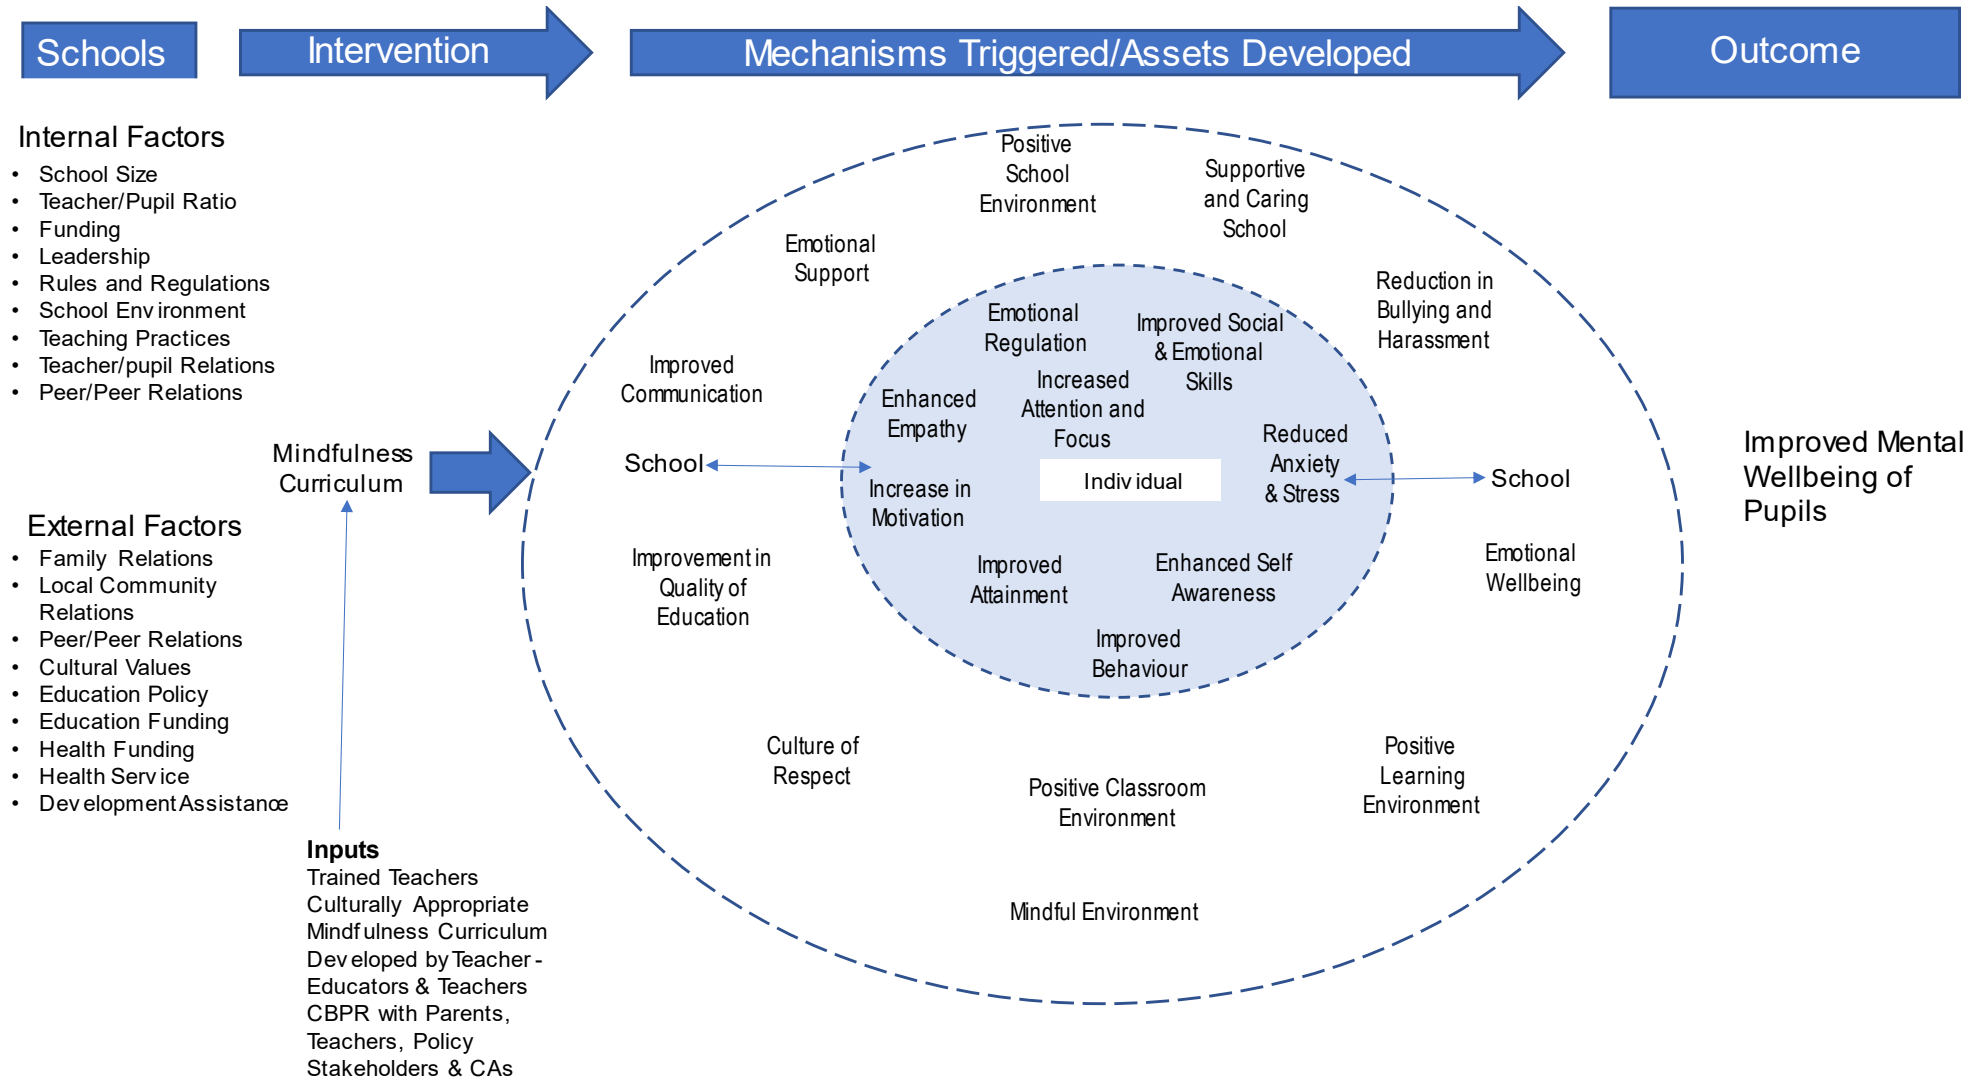 Schools
Intervention
Mechanisms Triggered/Assets Developed
Outcome
Internal Factors
• School Size
• Teacher/Pupil Ratio
• Funding
• Leadership
• Rules and Regulations
• School Environment
• Teaching Practices
• Teacher/pupil Relations
• Peer/Peer Relations
Mindfulness
Curriculum
External Factors
• Family Relations
• Local Community
Relations
• Peer/Peer Relations
• Cultural Values
• Education Policy
• Education Funding
• Health Funding
• Health Service
• Development Assistance
Inputs
Trained Teachers
Culturally Appropriate
Mindfulness Curriculum
Developed by Teacher-
Educators & Teachers
CBPR with Parents,
Teachers, Policy
Stakeholders & CAs
Positive
School
Environment
Supportive
and Caring
School
Emotional
Support
Reduction in
Bullying and
Harassment
Improved
Communication
School
Improvement in
Quality of
Education
Emotional
Regulation
Improved Social
& Emotional
Skills
Increased
Attention and
Focus
Enhanced
Empathy
Reduced
Anxiety
& Stress
Individual
Increase in
Motivation
Improved
Attainment
Enhanced Self
Awareness
Improved
Behaviour
School
Emotional
Wellbeing
Culture of
Respect
Positive Classroom
Environment
Positive
Learning
Environment
Mindful Environment
Improved Mental
Wellbeing of
Pupils